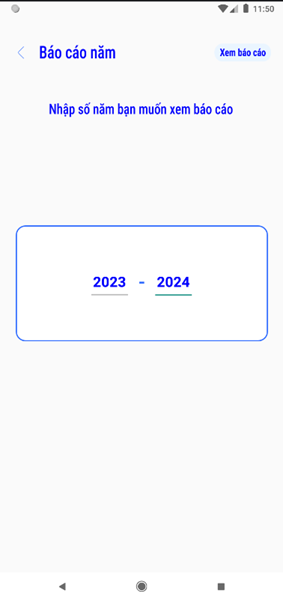 11:50
Báo cáo năm
Xem báo cáo
Nhập số năm bạn muốn xem báo cáo
2023 - 2024